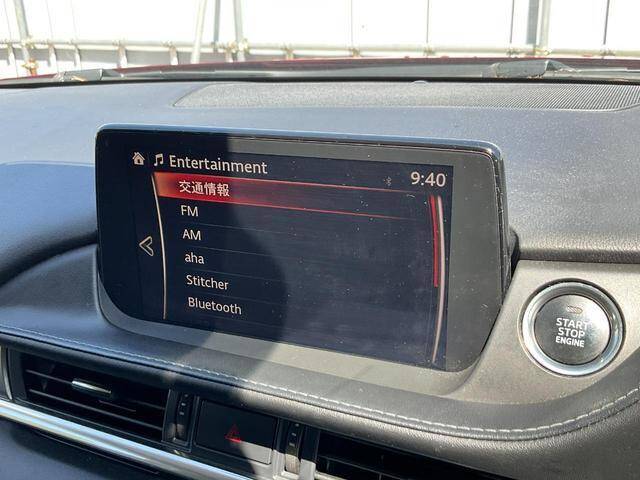 Entertainment
9:40
交通情報
FM
AM
aha
Stitcher
Bluetooth
START
STOP
ENGINE